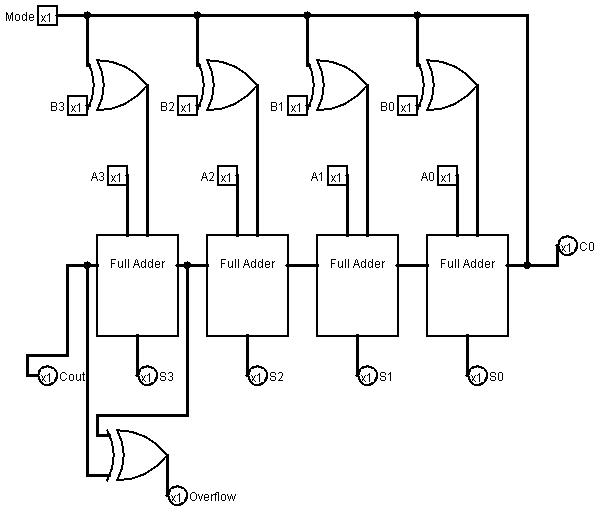 Mode x1
B3 x1 B2 x1 B1 x1 B0 x1
A3 x1 A2 x1 A1 x1 A0 x1
x1 C0
Full Adder Full Adder Full Adder Full Adder
x1 Cout x1 S3 x1 S2 x1 S1 x1 S0
x1 Overflow